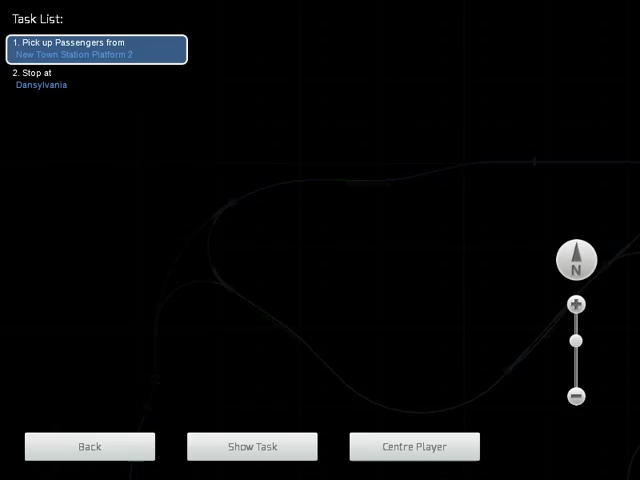 Task List:
1. Pick up Passengers from
New Town Station Platform 2
2. Stop at
Dansylvania
N
Back
Show Task
Centre Player